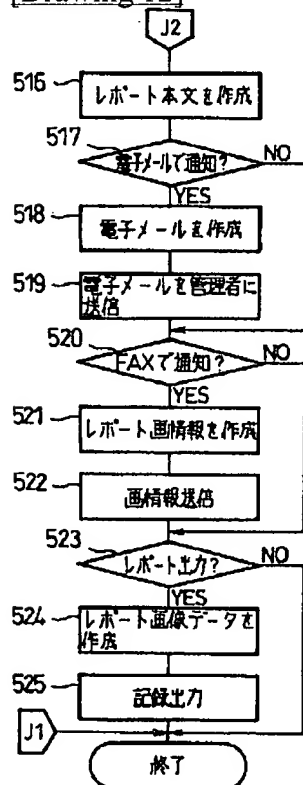 J2
516
レポート本文を作成
517
電子メールで通知?
NO
YES
518
電子メールを作成
519
電子メールを管理者に
送信
520
FAXで通知?
NO
YES
521
レポート画情報を作成
522
画情報送信
523
レポート出力?
NO
YES
524
レポート画像データを
作成
525
記録出力
J1
終了